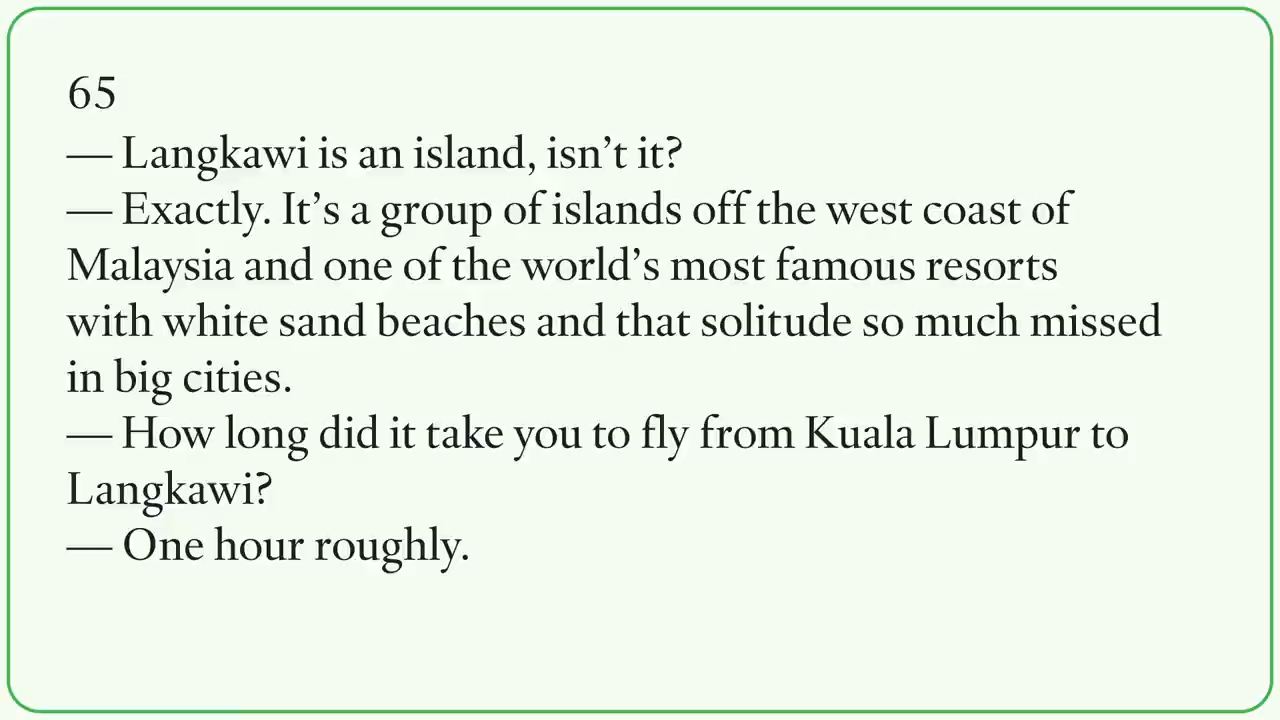 65
— Langkawi is an island, isn’t it?
— Exactly. It’s a group of islands off the west coast of
Malaysia and one of the world’s most famous resorts
with white sand beaches and that solitude so much missed
in big cities.
— How long did it take you to fly from Kuala Lumpur to
Langkawi?
— One hour roughly.